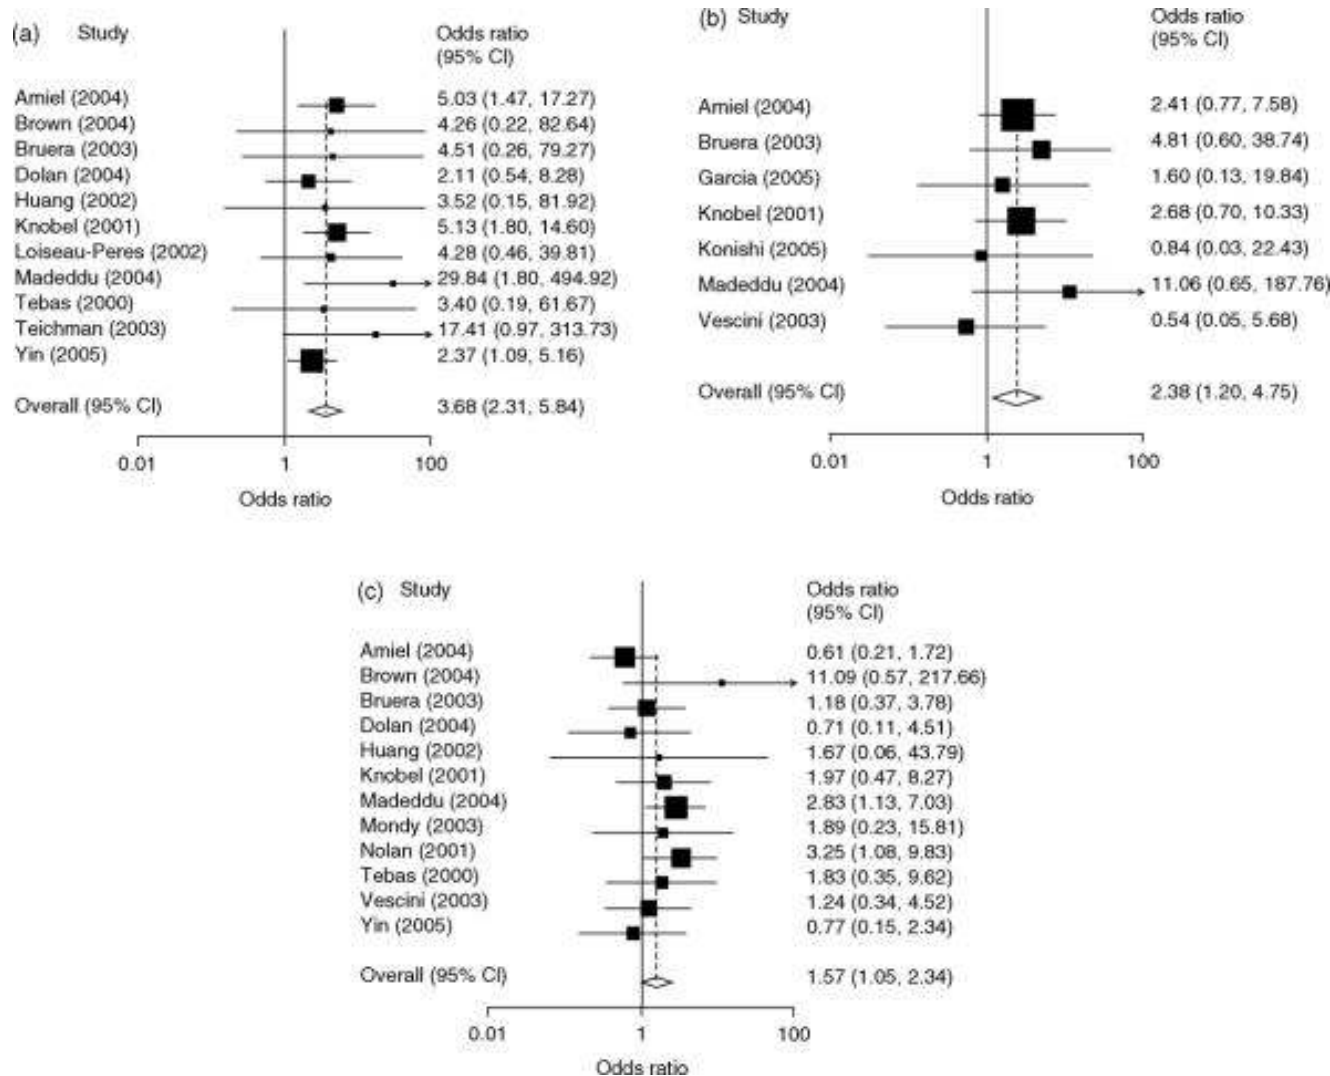 (a) Study Odds ratio
(95% CI)
Amiel (2004) 5.03 (1.47, 17.27)
Brown (2004) 4.26 (0.22, 82.64)
Bruera (2003) 4.51 (0.26, 79.27)
Dolan (2004) 2.11 (0.54, 8.28)
Huang (2002) 3.52 (0.15, 81.92)
Knobel (2001) 5.13 (1.80, 14.60)
Loiseau-Peres (2002) 4.28 (0.46, 39.81)
Madeddu (2004) 29.84 (1.80, 494.92)
Tebas (2000) 3.40 (0.19, 61.67)
Teichman (2003) 17.41 (0.97, 313.73)
Yin (2005) 2.37 (1.09, 5.16)
Overall (95% CI) 3.68 (2.31, 5.84)
0.01 1 100
Odds ratio
(b) Study Odds ratio
(95% CI)
Amiel (2004) 2.41 (0.77, 7.58)
Bruera (2003) 4.81 (0.60, 38.74)
Garcia (2005) 1.60 (0.13, 19.84)
Knobel (2001) 2.68 (0.70, 10.33)
Konishi (2005) 0.84 (0.03, 22.43)
Madeddu (2004) 11.06 (0.65, 187.76)
Vescini (2003) 0.54 (0.05, 5.68)
Overall (95% CI) 2.38 (1.20, 4.75)
0.01 1 100
Odds ratio
(c) Study Odds ratio
(95% CI)
Amiel (2004) 0.61 (0.21, 1.72)
Brown (2004) 11.09 (0.57, 217.66)
Bruera (2003) 1.18 (0.37, 3.78)
Dolan (2004) 0.71 (0.11, 4.51)
Huang (2002) 1.67 (0.06, 43.79)
Knobel (2001) 1.97 (0.47, 8.27)
Madeddu (2004) 2.83 (1.13, 7.03)
Mondy (2003) 1.89 (0.23, 15.81)
Nolan (2001) 3.25 (1.08, 9.83)
Tebas (2000) 1.83 (0.35, 9.62)
Vescini (2003) 1.24 (0.34, 4.52)
Yin (2005) 0.77 (0.15, 2.34)
Overall (95% CI) 1.57 (1.05, 2.34)
0.01 1 100
Odds ratio